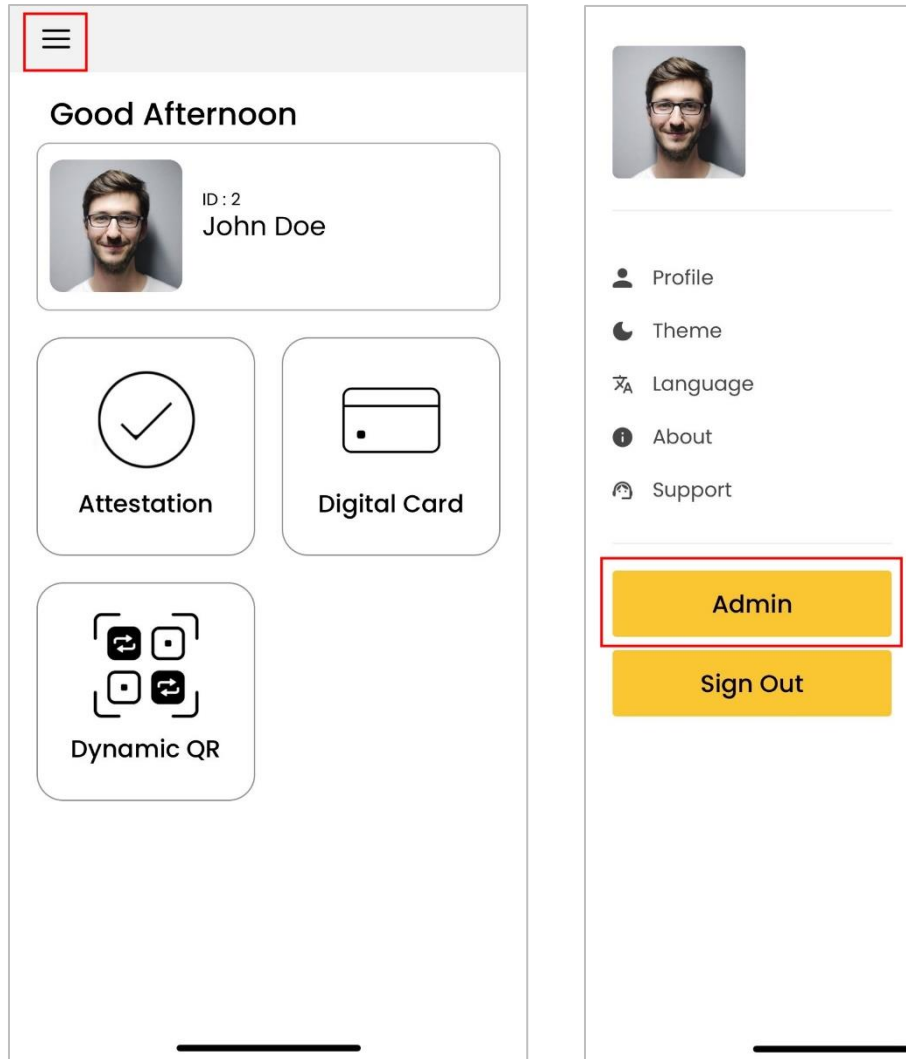 Good Afternoon
ID : 2
John Doe
Attestation
Digital Card
Dynamic QR
Profile
Theme
Language
About
Support
Admin
Sign Out